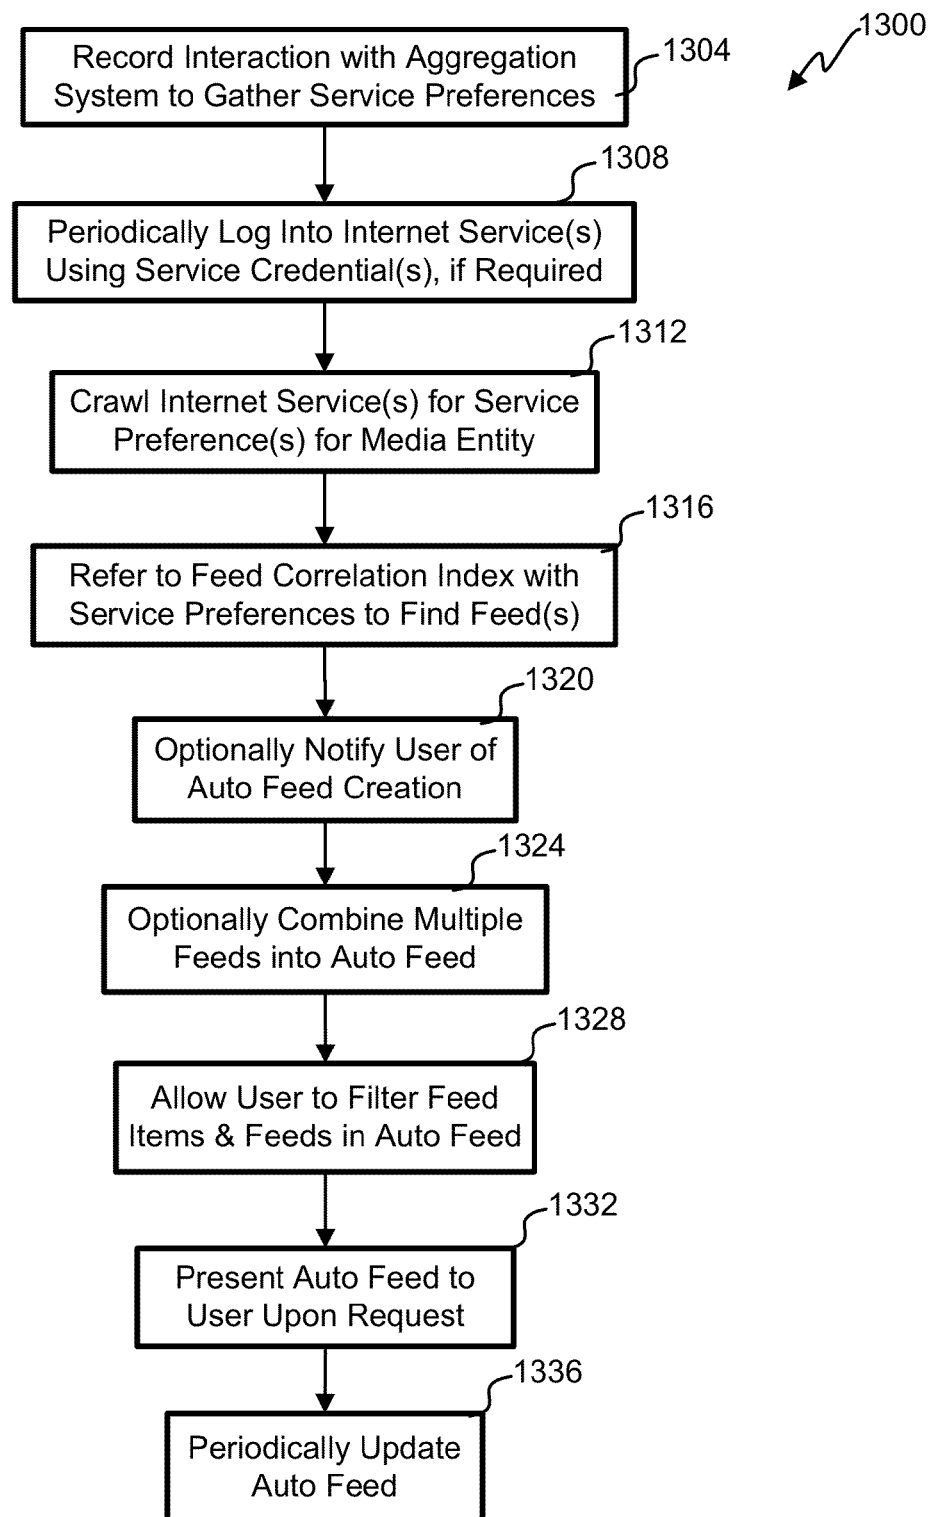 1300
Record Interaction with Aggregation
System to Gather Service Preferences
1304
1308
Periodically Log Into Internet Service(s)
Using Service Credential(s), if Required
1312
Crawl Internet Service(s) for Service
Preference(s) for Media Entity
1316
Refer to Feed Correlation Index with
Service Preferences to Find Feed(s)
1320
Optionally Notify User of
Auto Feed Creation
1324
Optionally Combine Multiple
Feeds into Auto Feed
1328
Allow User to Filter Feed
Items & Feeds in Auto Feed
1332
Present Auto Feed to
User Upon Request
1336
Periodically Update
Auto Feed